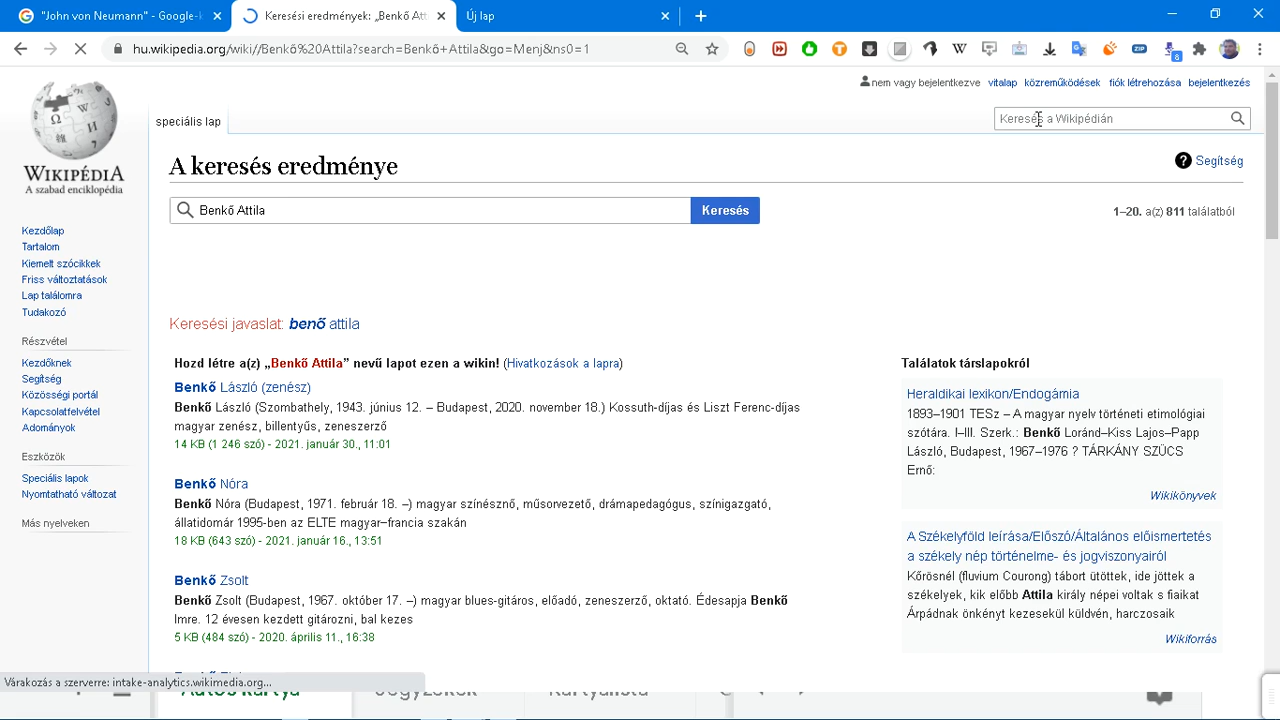 "John von Neumann" - Google-k
Keresési eredmények: „Benkő Att
Új lap
hu.wikipedia.org/wiki//Benkő%20Attila?search=Benkő+Attila&go=Menj&ns0=1
ZIP
8
nem vagy bejelentkezve vitalap közreműködések fiók létrehozása bejelentkezés
speciális lap
Keresés a Wikipédián
WIKIPÉDIA
A szabad enciklopédia
A keresés eredménye
Segítség
Benkő Attila
Keresés
1–20. a(z) 811 találatból
Kezdőlap
Tartalom
Kiemelt szócikkek
Friss változtatások
Lap találomra
Tudakozó
Részvétel
Kezdőknek
Segítség
Közösségi portál
Kapcsolatfelvétel
Adományok
Eszközök
Speciális lapok
Nyomtatható változat
Más nyelveken
Keresési javaslat: benő attila
Hozd létre a(z) „Benkő Attila” nevű lapot ezen a wikin! (Hivatkozások a lapra)
Benkő László (zenész)
Benkő László (Szombathely, 1943. június 12. – Budapest, 2020. november 18.) Kossuth-díjas és Liszt Ferenc-díjas
magyar zenész, billentyűs, zeneszerző
14 KB (1 246 szó) - 2021. január 30., 11:01
Benkő Nóra
Benkő Nóra (Budapest, 1971. február 18. –) magyar színésznő, műsorvezető, drámapedagógus, színigazgató,
állatidomár 1995-ben az ELTE magyar–francia szakán
18 KB (643 szó) - 2021. január 16., 13:51
Benkő Zsolt
Benkő Zsolt (Budapest, 1967. október 17. –) magyar blues-gitáros, előadó, zeneszerző, oktató. Édesapja Benkő
Imre. 12 évesen kezdett gitározni, bal kezes
5 KB (484 szó) - 2020. április 11., 16:38
Találatok társlapokról
Heraldikai lexikon/Endogámia
1893–1901 TESz – A magyar nyelv történeti etimológiai
szótára. I–III. Szerk.: Benkő Loránd–Kiss Lajos–Papp
László, Budapest, 1967–1976 ? TÁRKÁNY SZÜCS
Ernő:
Wikikönyvek
A Székelyföld leírása/Előszó/Általános előismertetés
a székely nép történelme- és jogviszonyairól
Kőrösnél (fluvium Courong) tábort ütöttek, ide jöttek a
székelyek, kik előbb Attila király népei voltak s fiaikat
Árpádnak önkényt kezesekül küldvén, harczosaik
Wikiforrás
Várakozás a szerverre: intake-analytics.wikimedia.org...